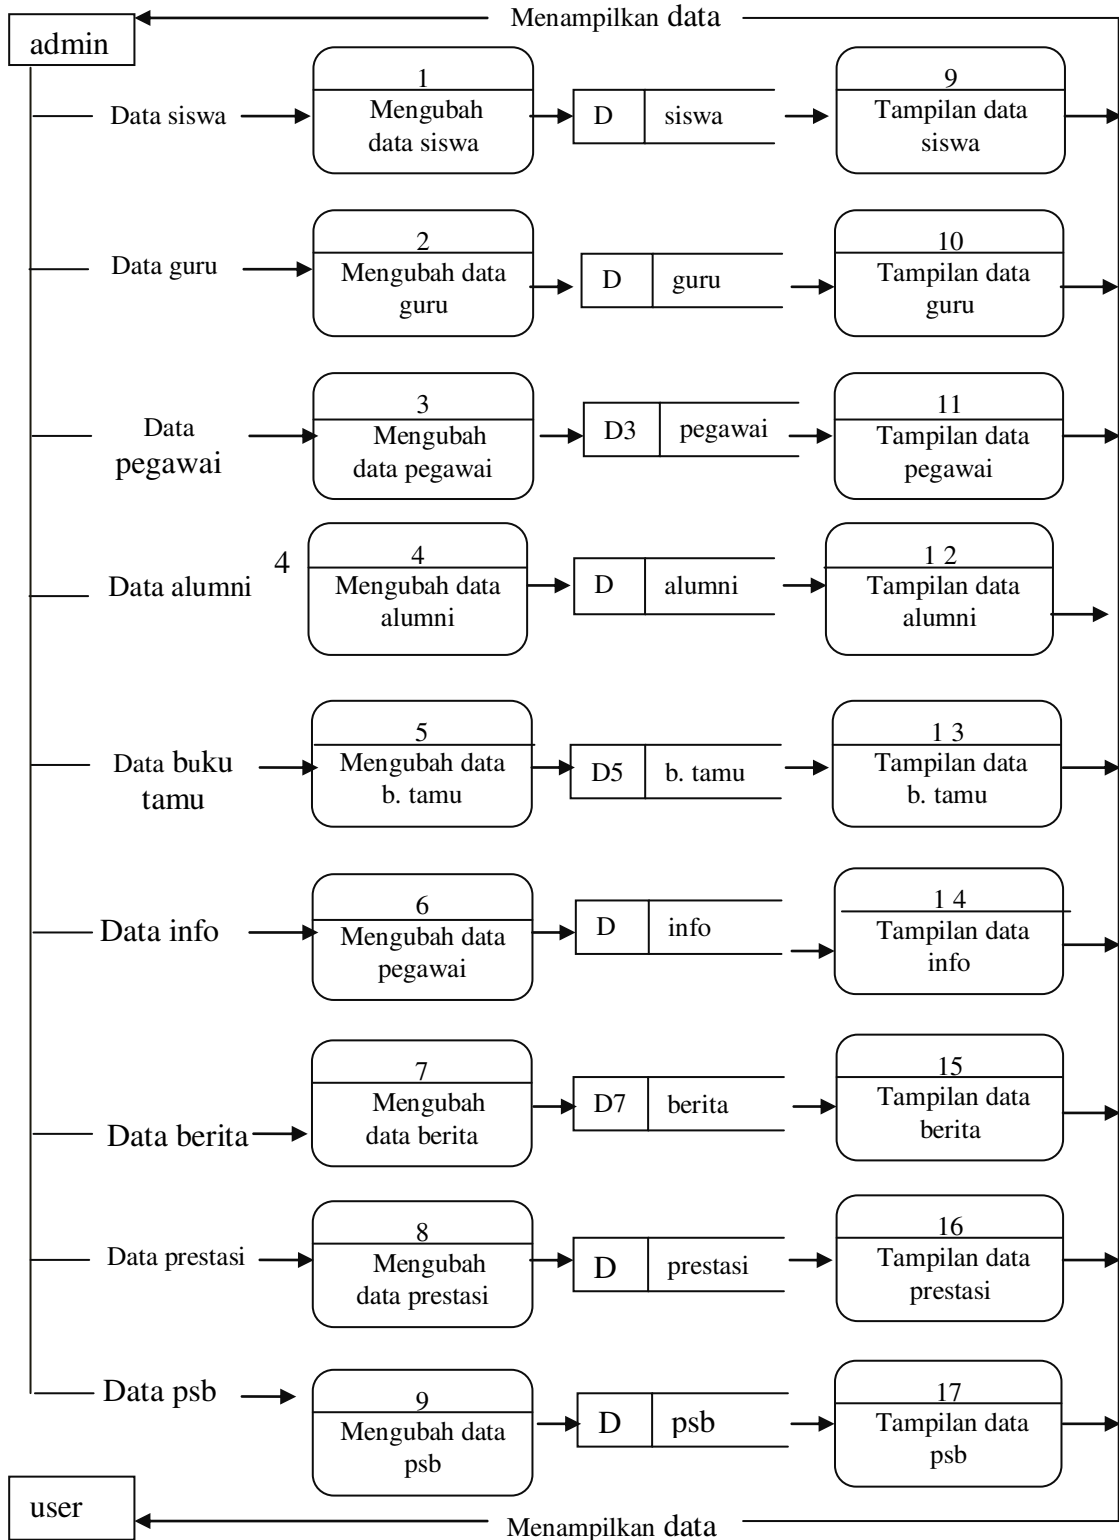 Menampilkan data
admin
1
9
Data siswa
Mengubah
data siswa
D
siswa
Tampilan data
siswa
2
10
Data guru
Mengubah data
guru
D
guru
Tampilan data
guru
3
11
Data
pegawai
Mengubah
data pegawai
D3
pegawai
Tampilan data
pegawai
4
4
1 2
Data alumni
Mengubah data
alumni
D
alumni
Tampilan data
alumni
5
1 3
Data buku
tamu
Mengubah data
b. tamu
D5
b. tamu
Tampilan data
b. tamu
6
1 4
Data info
Mengubah data
pegawai
D
info
Tampilan data
info
7
15
Data berita
Mengubah
data berita
D7
berita
Tampilan data
berita
8
16
Data prestasi
Mengubah
data prestasi
D
prestasi
Tampilan data
prestasi
9
17
Data psb
Mengubah data
psb
D
psb
Tampilan data
psb
user
Menampilkan data